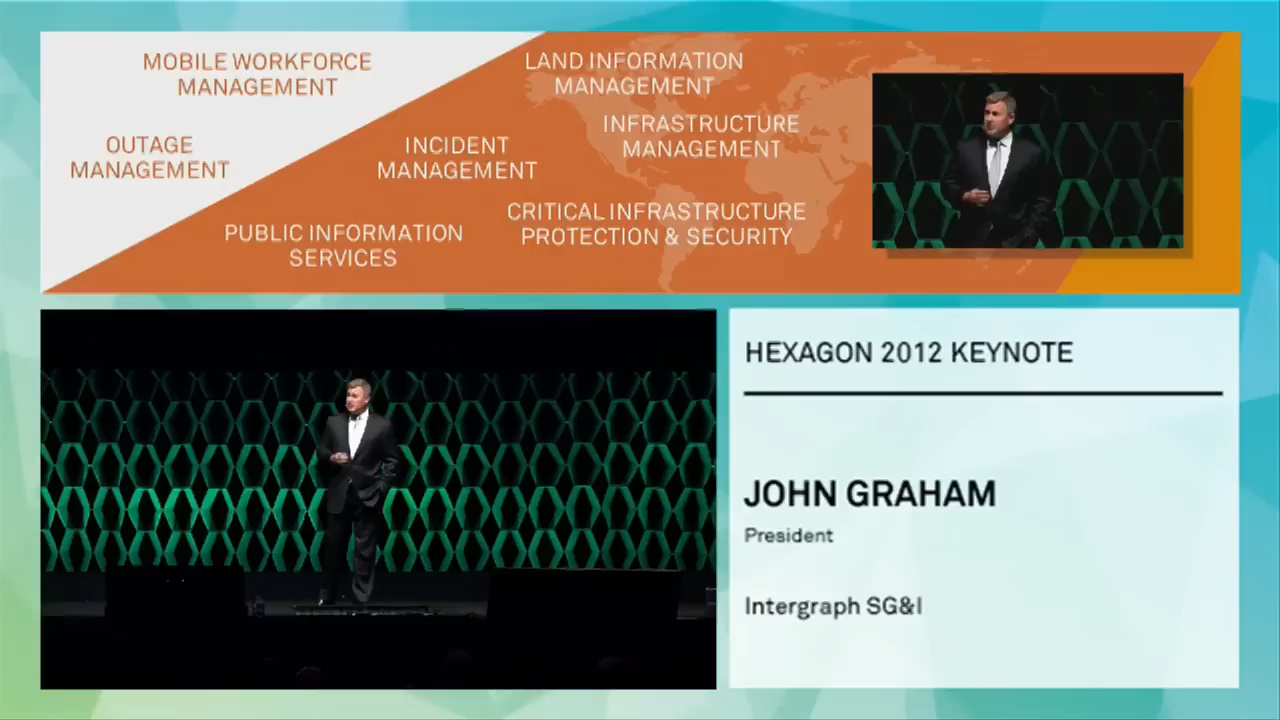 MOBILE WORKFORCE
MANAGEMENT
LAND INFORMATION
MANAGEMENT
INFRASTRUCTURE
MANAGEMENT
OUTAGE
MANAGEMENT
INCIDENT
MANAGEMENT
CRITICAL INFRASTRUCTURE
PROTECTION & SECURITY
PUBLIC INFORMATION
SERVICES
HEXAGON 2012 KEYNOTE
JOHN GRAHAM
President
Intergraph SG&I